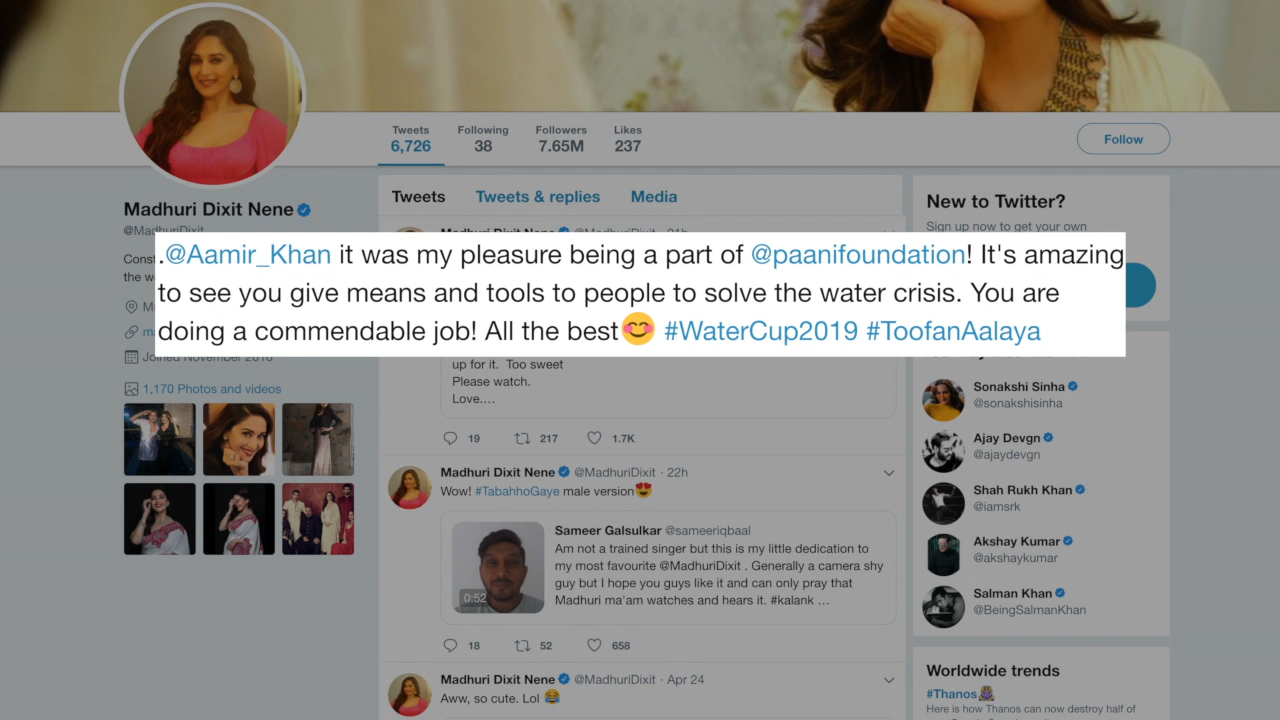 Tweets
6,726
Following
38
Followers
7.65M
Likes
237
Follow
Madhuri Dixit Nene
@MadhuriDixit
Tweets Tweets & replies Media
New to Twitter?
Sign up now to get your own
.@Aamir_Khan it was my pleasure being a part of @paanifoundation! It's amazing
to see you give means and tools to people to solve the water crisis. You are
doing a commendable job! All the best😊 #WaterCup2019 #ToofanAalaya
1,170 Photos and videos
up for it. Too sweet
Please watch.
Love....
19 217 1.7K
Madhuri Dixit Nene @MadhuriDixit · 22h
Wow! #TabahhoGaye male version😍
Sameer Galsulkar @sameeriqbaal
Am not a trained singer but this is my little dedication to
my most favourite @MadhuriDixit . Generally a camera shy
guy but I hope you guys like it and can only pray that
Madhuri ma'am watches and hears it. #kalank ...
0:52
18 52 658
Madhuri Dixit Nene @MadhuriDixit · Apr 24
Aww, so cute. Lol 😂
Sonakshi Sinha
@sonakshisinha
Ajay Devgn
@ajaydevgn
Shah Rukh Khan
@iamsrk
Akshay Kumar
@akshaykumar
Salman Khan
@BeingSalmanKhan
Worldwide trends
#Thanos
Here is how Thanos can now destroy half of